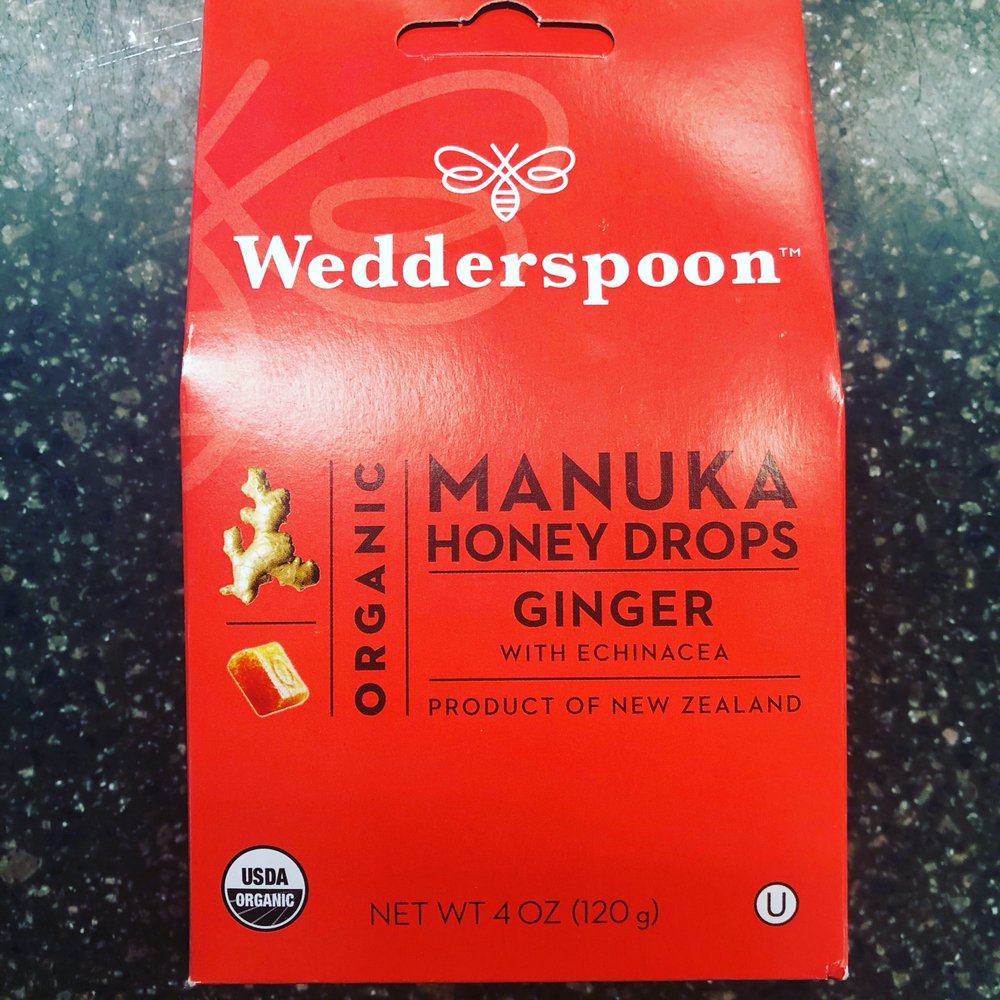 Wedderspoon™
ORGANIC
MANUKA
HONEY DROPS
GINGER
WITH ECHINACEA
PRODUCT OF NEW ZEALAND
USDA
ORGANIC
NET WT 4 OZ (120 g)
U